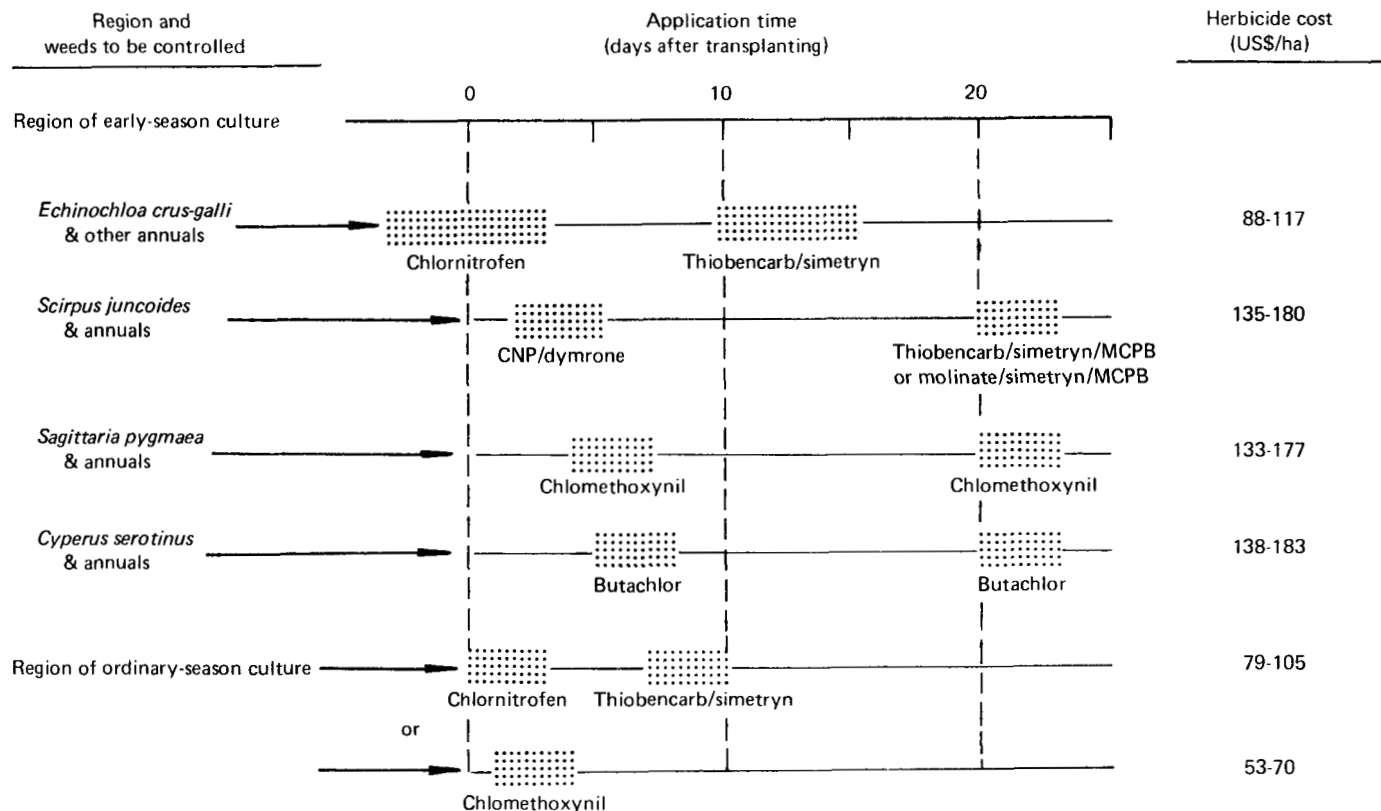 Region and
weeds to be controlled
Application time
(days after transplanting)
Herbicide cost
(US$/ha)
0 10 20
Region of early-season culture
Echinochloa crus-galli
& other annuals
88-117
Chlornitrofen Thiobencarb/simetryn
Scirpus juncoides
& annuals
135-180
CNP/dymrone
Thiobencarb/simetryn/MCPB
or molinate/simetryn/MCPB
Sagittaria pygmaea
& annuals
133-177
Chlomethoxynil Chlomethoxynil
Cyperus serotinus
& annuals
138-183
Butachlor Butachlor
Region of ordinary-season culture
79-105
Chlornitrofen Thiobencarb/simetryn
or
53-70
Chlomethoxynil